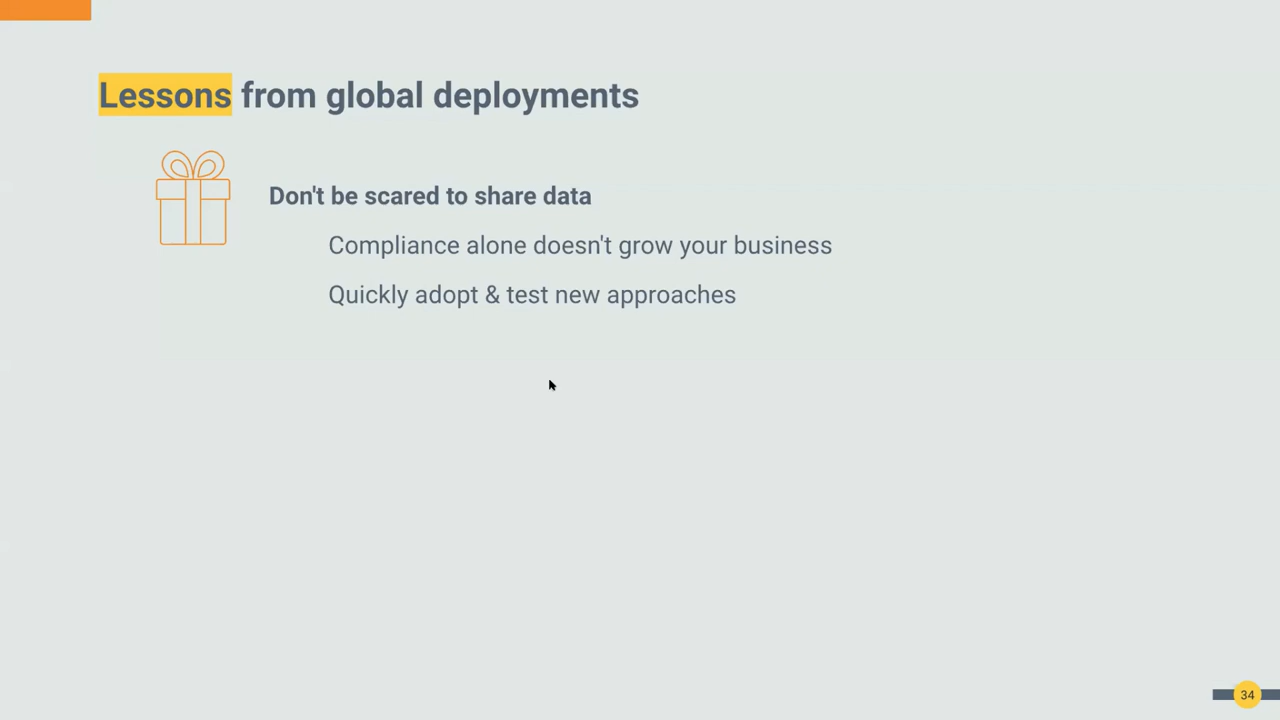 Lessons from global deployments
Don't be scared to share data
Compliance alone doesn't grow your business
Quickly adopt & test new approaches
34